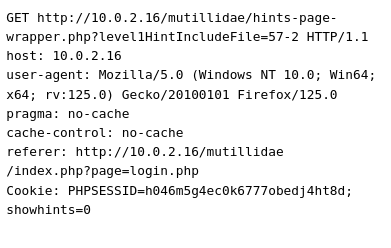 GET http://10.0.2.16/mutillidae/hints-page-
wrapper.php?level1HintIncludeFile=57-2 HTTP/1.1
host: 10.0.2.16
user-agent: Mozilla/5.0 (Windows NT 10.0; Win64;
x64; rv:125.0) Gecko/20100101 Firefox/125.0
pragma: no-cache
cache-control: no-cache
referer: http://10.0.2.16/mutillidae
/index.php?page=login.php
Cookie: PHPSESSID=h046m5g4ec0k6777obedj4ht8d;
showhints=0